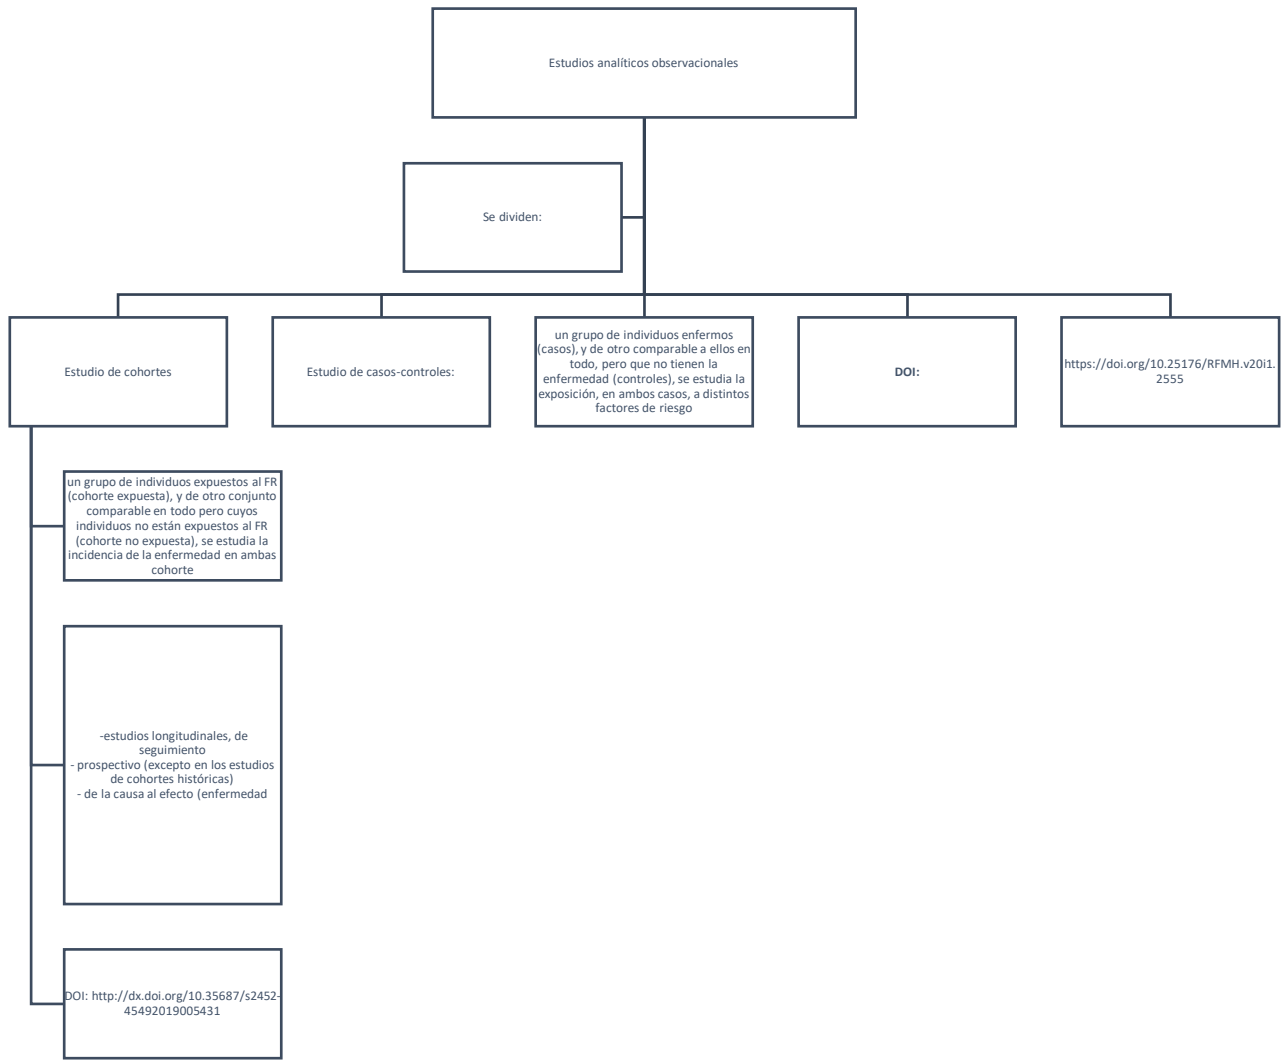 Estudios analíticos observacionales
Se dividen:
Estudio de cohortes
Estudio de casos-controles:
un grupo de individuos enfermos
(casos), y de otro comparable a ellos en
todo, pero que no tienen la
enfermedad (controles), se estudia la
exposición, en ambos casos, a distintos
factores de riesgo
DOI:
https://doi.org/10.25176/RFMH.v20i1.
2555
un grupo de individuos expuestos al FR
(cohorte expuesta), y de otro conjunto
comparable en todo pero cuyos
individuos no están expuestos al FR
(cohorte no expuesta), se estudia la
incidencia de la enfermedad en ambas
cohorte
-estudios longitudinales, de
seguimiento
- prospectivo (excepto en los estudios
de cohortes históricas)
- de la causa al efecto (enfermedad
DOI: http://dx.doi.org/10.35687/s2452-
45492019005431